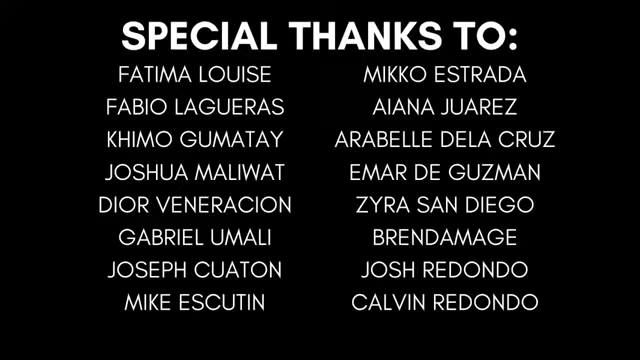 SPECIAL THANKS TO:
FATIMA LOUISE
FABIO LAGUERAS
KHIMO GUMATAY
JOSHUA MALIWAT
DIOR VENERACION
GABRIEL UMALI
JOSEPH CUATON
MIKE ESCUTIN
MIKKO ESTRADA
AIANA JUAREZ
ARABELLE DELA CRUZ
EMAR DE GUZMAN
ZYRA SAN DIEGO
BRENDAMAGE
JOSH REDONDO
CALVIN REDONDO